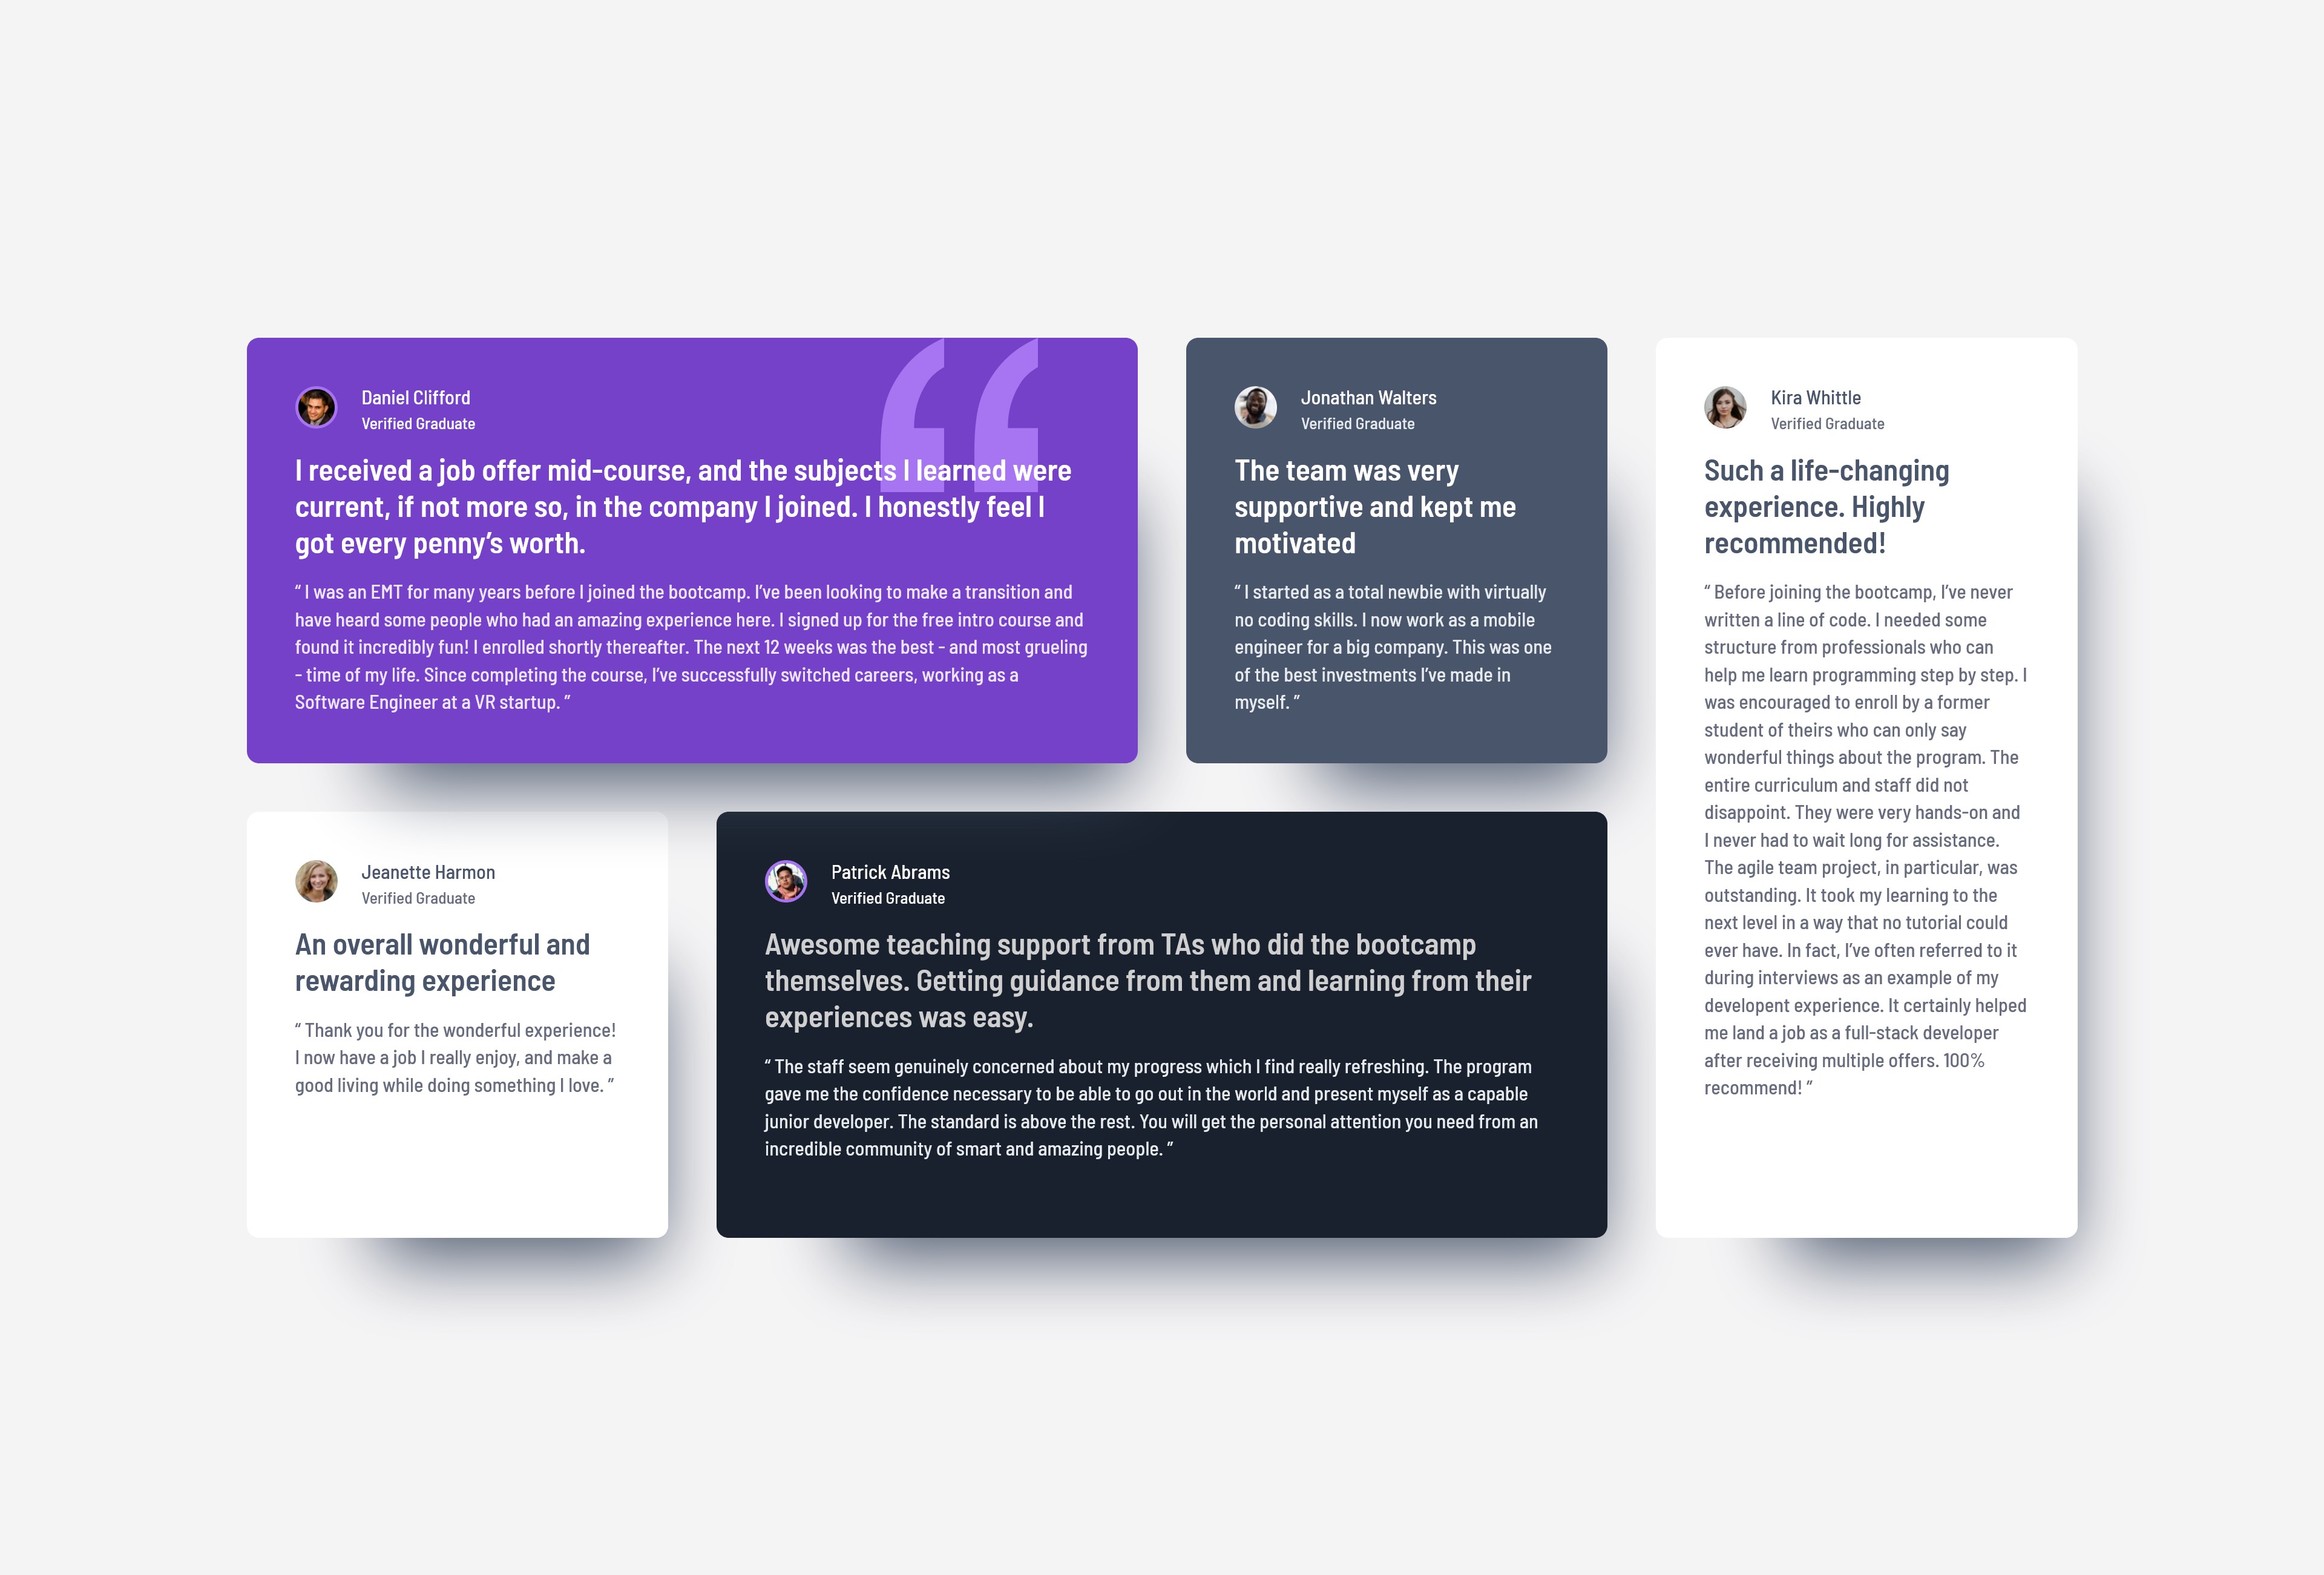 Daniel Clifford
Verified Graduate
I received a job offer mid-course, and the subjects I learned were
current, if not more so, in the company I joined. I honestly feel I
got every penny’s worth.
“ I was an EMT for many years before I joined the bootcamp. I’ve been looking to make a transition and
have heard some people who had an amazing experience here. I signed up for the free intro course and
found it incredibly fun! I enrolled shortly thereafter. The next 12 weeks was the best - and most grueling
- time of my life. Since completing the course, I’ve successfully switched careers, working as a
Software Engineer at a VR startup. ”
Jonathan Walters
Verified Graduate
The team was very
supportive and kept me
motivated
“ I started as a total newbie with virtually
no coding skills. I now work as a mobile
engineer for a big company. This was one
of the best investments I’ve made in
myself. ”
Kira Whittle
Verified Graduate
Such a life-changing
experience. Highly
recommended!
“ Before joining the bootcamp, I’ve never
written a line of code. I needed some
structure from professionals who can
help me learn programming step by step. I
was encouraged to enroll by a former
student of theirs who can only say
wonderful things about the program. The
entire curriculum and staff did not
disappoint. They were very hands-on and
I never had to wait long for assistance.
The agile team project, in particular, was
outstanding. It took my learning to the
next level in a way that no tutorial could
ever have. In fact, I’ve often referred to it
during interviews as an example of my
developent experience. It certainly helped
me land a job as a full-stack developer
after receiving multiple offers. 100%
recommend! ”
Jeanette Harmon
Verified Graduate
An overall wonderful and
rewarding experience
“ Thank you for the wonderful experience!
I now have a job I really enjoy, and make a
good living while doing something I love. ”
Patrick Abrams
Verified Graduate
Awesome teaching support from TAs who did the bootcamp
themselves. Getting guidance from them and learning from their
experiences was easy.
“ The staff seem genuinely concerned about my progress which I find really refreshing. The program
gave me the confidence necessary to be able to go out in the world and present myself as a capable
junior developer. The standard is above the rest. You will get the personal attention you need from an
incredible community of smart and amazing people. ”